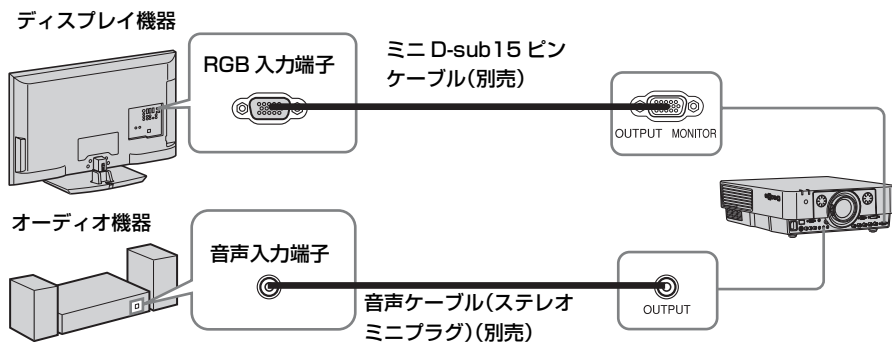 ディスプレイ機器
RGB 入力端子
ミニ D-sub15 ピン
ケーブル（別売）
OUTPUT MONITOR
オーディオ機器
音声入力端子
音声ケーブル（ステレオ
ミニプラグ）（別売）
OUTPUT